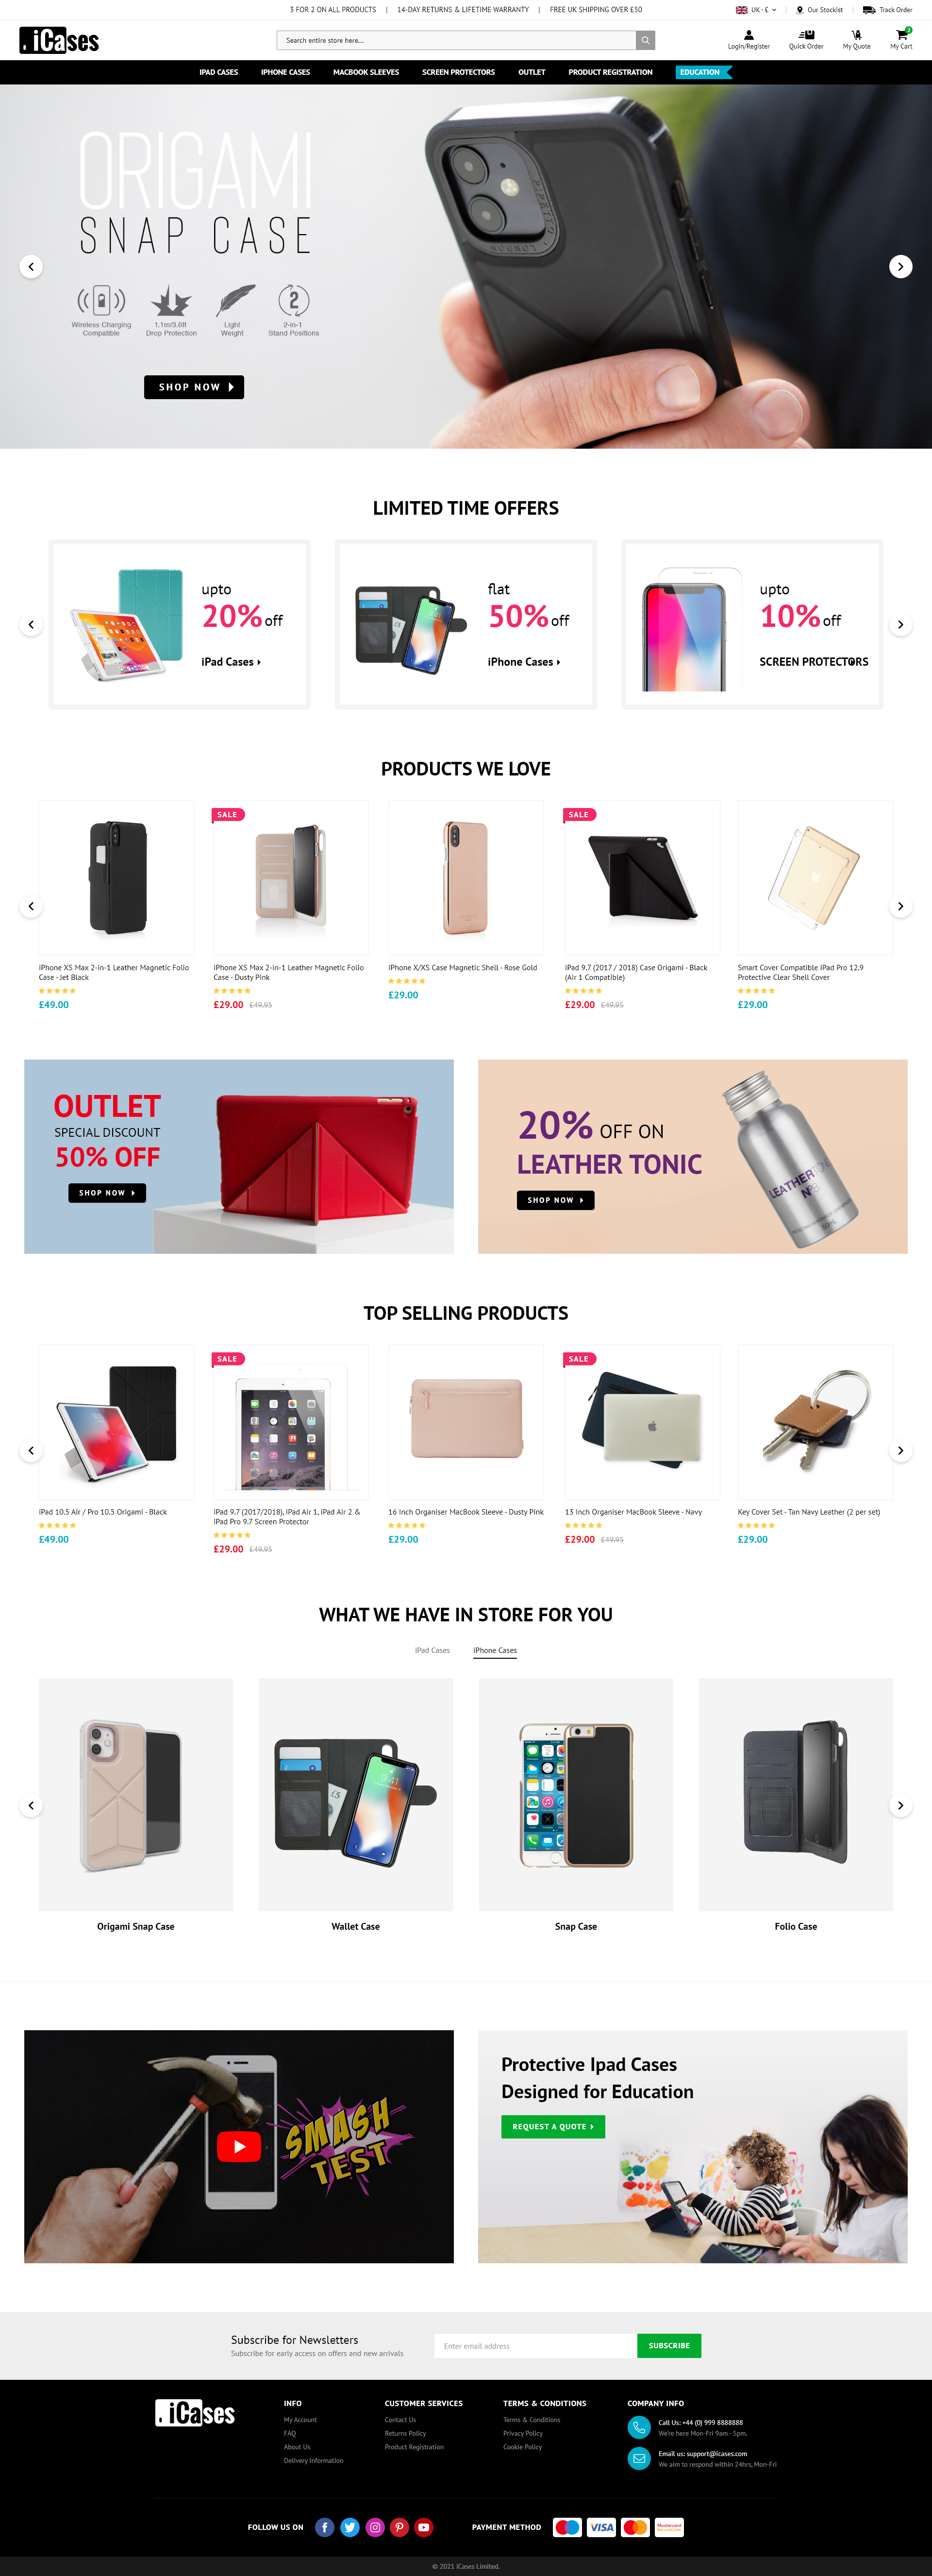 3 FOR 2 ON ALL PRODUCTS | 14-DAY RETURNS & LIFETIME WARRANTY | FREE UK SHIPPING OVER £50
UK - £
Our Stockist
Track Order
.iCases
Search entire store here...
Login/Register
Quick Order
My Quote
My Cart
IPAD CASES
IPHONE CASES
MACBOOK SLEEVES
SCREEN PROTECTORS
OUTLET
PRODUCT REGISTRATION
EDUCATION
ORIGAMI
SNAP CASE
Wireless Charging
Compatible
1.1m/3.6ft
Drop Protection
Light
Weight
2
2-in-1
Stand Positions
SHOP NOW
PIPETTO
LONDON
LIMITED TIME OFFERS
upto
20% off
iPad Cases
flat
50% off
iPhone Cases
upto
10% off
SCREEN PROTECTORS
PRODUCTS WE LOVE
iPhone XS Max 2-in-1 Leather Magnetic Folio
Case - Jet Black
£49.00
SALE
iPhone XS Max 2-in-1 Leather Magnetic Folio
Case - Dusty Pink
£29.00 £49.95
iPhone X/XS Case Magnetic Shell - Rose Gold
£29.00
SALE
iPad 9.7 (2017 / 2018) Case Origami - Black
(Air 1 Compatible)
£29.00 £49.95
Smart Cover Compatible iPad Pro 12.9
Protective Clear Shell Cover
£29.00
OUTLET
SPECIAL DISCOUNT
50% OFF
SHOP NOW
20% OFF ON
LEATHER TONIC
SHOP NOW
TOP SELLING PRODUCTS
iPad 10.5 Air / Pro 10.5 Origami - Black
£49.00
SALE
iPad 9.7 (2017/2018), iPad Air 1, iPad Air 2 &
iPad Pro 9.7 Screen Protector
£29.00 £49.95
16 Inch Organiser MacBook Sleeve - Dusty Pink
£29.00
SALE
13 Inch Organiser MacBook Sleeve - Navy
£29.00 £49.95
Key Cover Set - Tan Navy Leather (2 per set)
£29.00
WHAT WE HAVE IN STORE FOR YOU
iPad Cases
iPhone Cases
Origami Snap Case
Wallet Case
Snap Case
Folio Case
SMASH
TEST
Protective Ipad Cases
Designed for Education
REQUEST A QUOTE
Subscribe for Newsletters
Subscribe for early access on offers and new arrivals
Enter email address
SUBSCRIBE
.iCases
INFO
My Account
FAQ
About Us
Delivery Information
CUSTOMER SERVICES
Contact Us
Returns Policy
Product Registration
TERMS & CONDITIONS
Terms & Conditions
Privacy Policy
Cookie Policy
COMPANY INFO
Call Us: +44 (0) 999 8888888
We're here Mon-Fri 9am - 5pm.
Email us: support@icases.com
We aim to respond within 24hrs, Mon-Fri
FOLLOW US ON
PAYMENT METHOD
VISA
© 2021 iCases Limited.